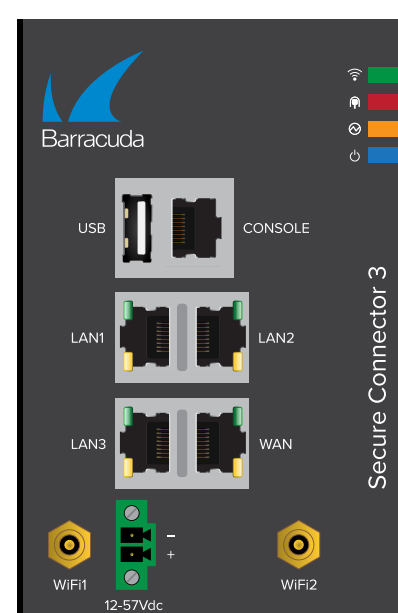 Barracuda
USB
CONSOLE
LAN1
LAN2
LAN3
WAN
Secure Connector 3
−
+
WiFi1
WiFi2
12-57Vdc